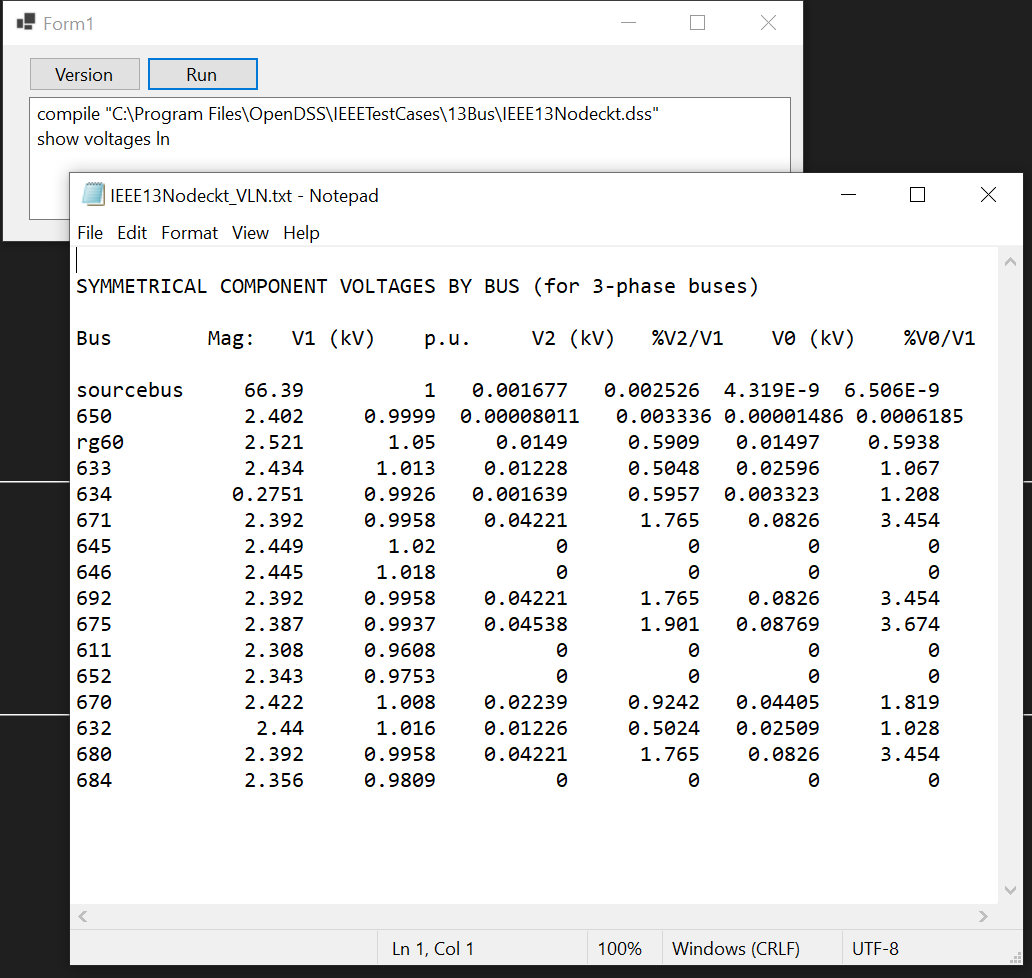 Form1
Version Run
compile "C:\Program Files\OpenDSS\IEEETestCases\13Bus\IEEE13Nodeckt.dss"
show voltages ln
IEEE13Nodeckt_VLN.txt - Notepad
File Edit Format View Help
SYMMETRICAL COMPONENT VOLTAGES BY BUS (for 3-phase buses)
Bus Mag: V1 (kV) p.u. V2 (kV) %V2/V1 V0 (kV) %V0/V1
sourcebus 66.39 1 0.001677 0.002526 4.319E-9 6.506E-9
650 2.402 0.9999 0.00008011 0.003336 0.00001486 0.0006185
rg60 2.521 1.05 0.0149 0.5909 0.01497 0.5938
633 2.434 1.013 0.01228 0.5048 0.02596 1.067
634 0.2751 0.9926 0.001639 0.5957 0.003323 1.208
671 2.392 0.9958 0.04221 1.765 0.0826 3.454
645 2.449 1.02 0 0 0 0
646 2.445 1.018 0 0 0 0
692 2.392 0.9958 0.04221 1.765 0.0826 3.454
675 2.387 0.9937 0.04538 1.901 0.08769 3.674
611 2.308 0.9608 0 0 0 0
652 2.343 0.9753 0 0 0 0
670 2.422 1.008 0.02239 0.9242 0.04405 1.819
632 2.44 1.016 0.01226 0.5024 0.02509 1.028
680 2.392 0.9958 0.04221 1.765 0.0826 3.454
684 2.356 0.9809 0 0 0 0
Ln 1, Col 1 100% Windows (CRLF) UTF-8